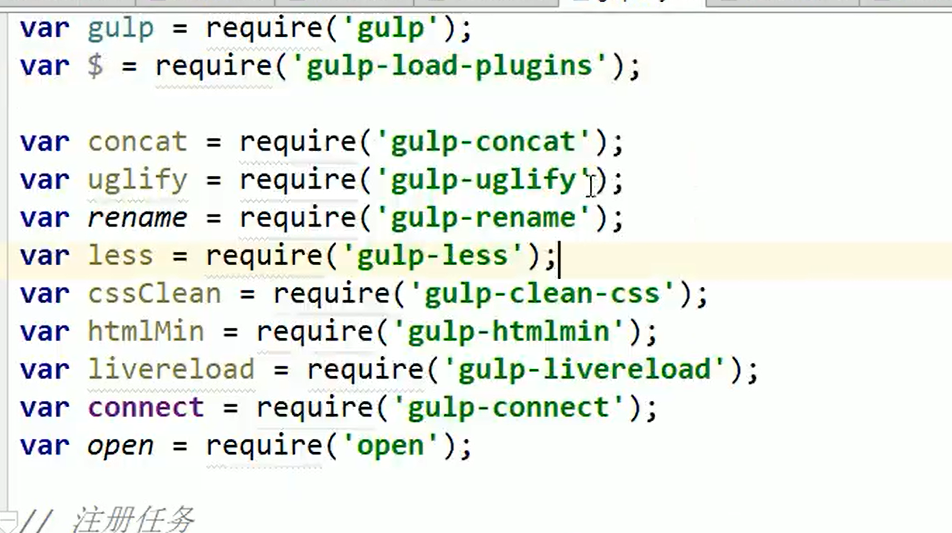 var gulp = require('gulp');
var $ = require('gulp-load-plugins');
var concat = require('gulp-concat');
var uglify = require('gulp-uglify');
var rename = require('gulp-rename');
var less = require('gulp-less');
var cssClean = require('gulp-clean-css');
var htmlMin = require('gulp-htmlmin');
var livereload = require('gulp-livereload');
var connect = require('gulp-connect');
var open = require('open');
// 注册任务